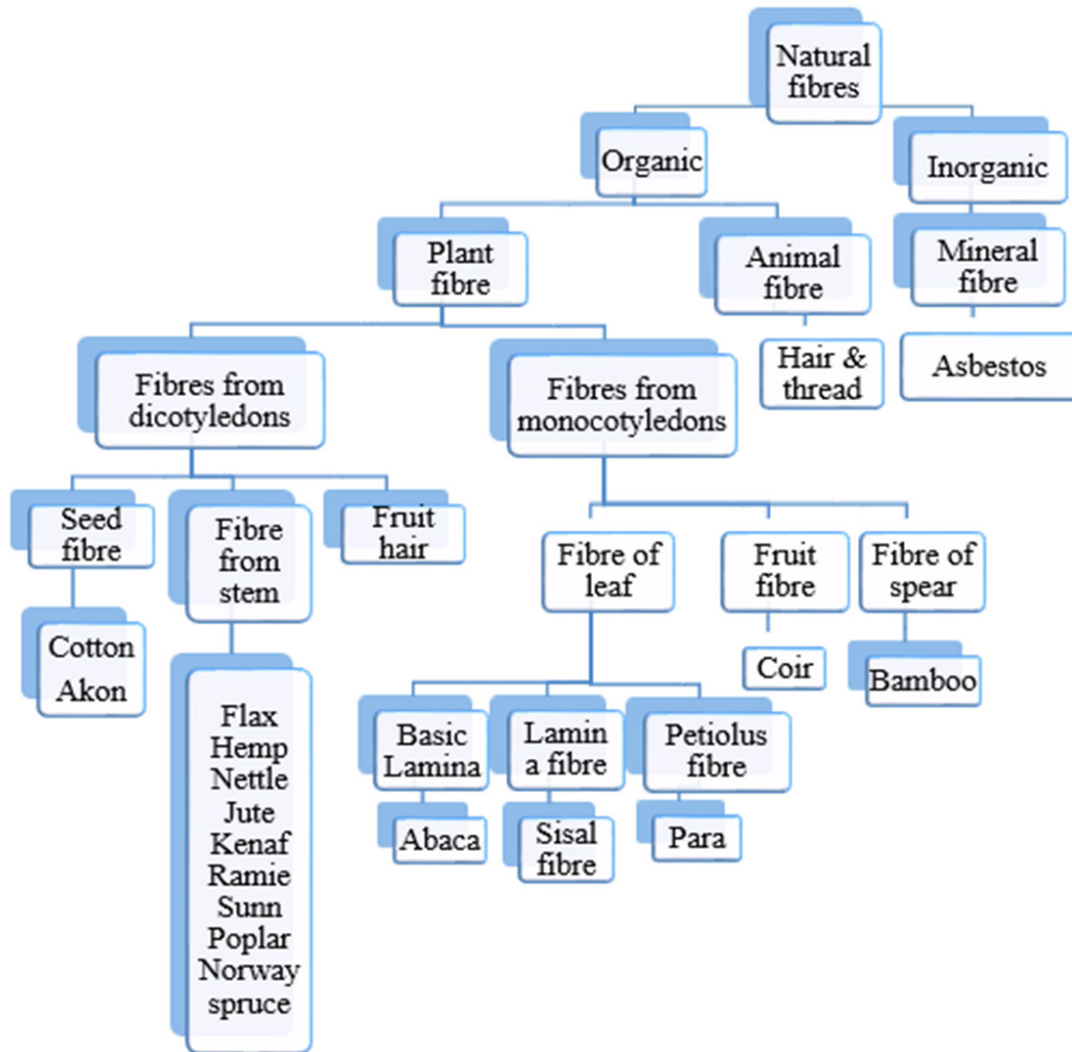 Natural
fibres
Organic
Inorganic
Plant
fibre
Animal
fibre
Mineral
fibre
Hair &
thread
Asbestos
Fibres from
dicotyledons
Fibres from
monocotyledons
Seed
fibre
Fibre
from
stem
Fruit
hair
Fibre of
leaf
Fruit
fibre
Fibre of
spear
Cotton
Akon
Coir
Bamboo
Flax
Hemp
Nettle
Jute
Kenaf
Ramie
Sunn
Poplar
Norway
spruce
Basic
Lamina
Lamin
a fibre
Petiolus
fibre
Abaca
Sisal
fibre
Para